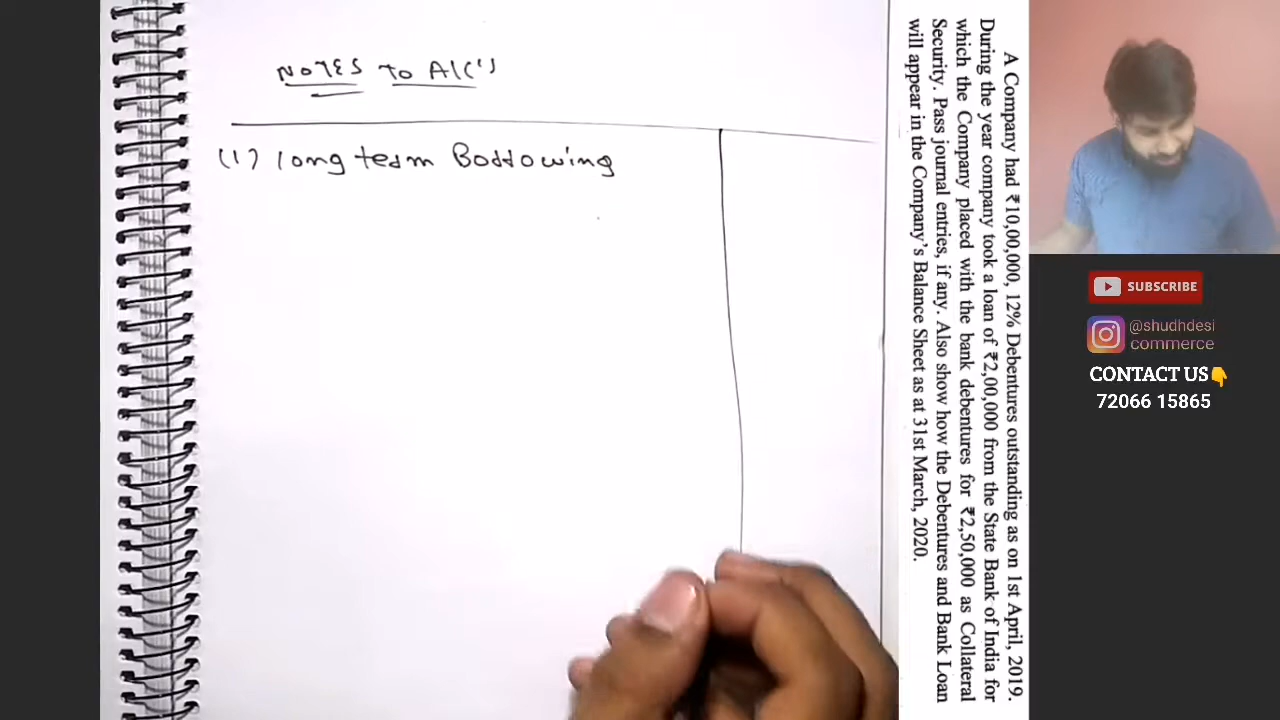 NOTES TO A/C'S
(1) long team Boddowing
A Company had ₹10,00,000, 12% Debentures outstanding as on 1st April, 2019.
During the year company took a loan of ₹2,00,000 from the State Bank of India for
which the Company placed with the bank debentures for ₹2,50,000 as Collateral
Security. Pass journal entries, if any. Also show how the Debentures and Bank Loan
will appear in the Company's Balance Sheet as at 31st March, 2020.
SUBSCRIBE
@shudhdesi
commerce
CONTACT US👇
72066 15865